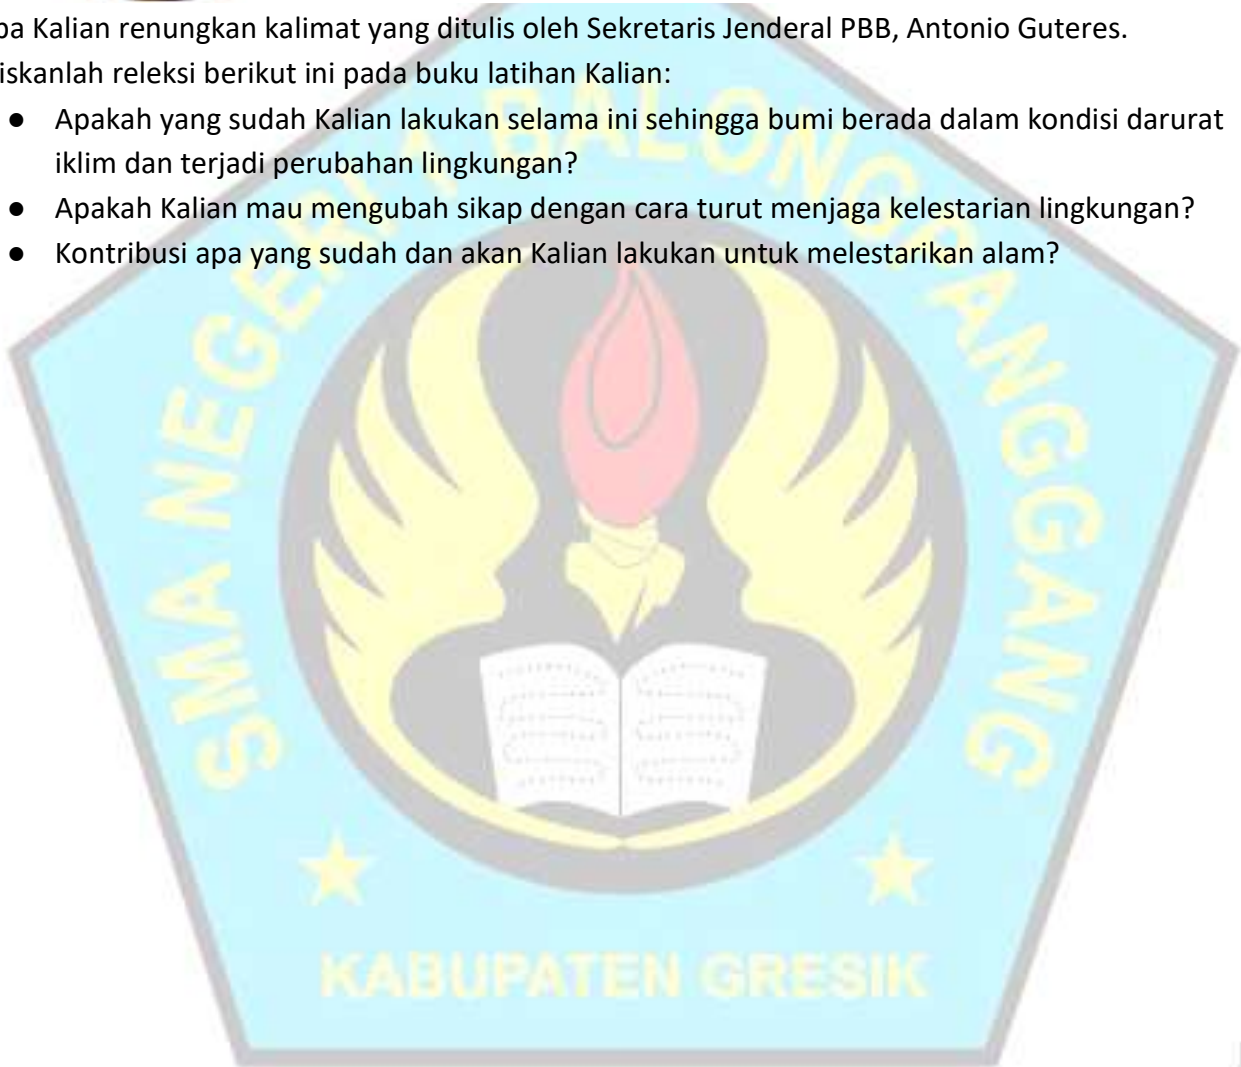 ba Kalian renungkan kalimat yang ditulis oleh Sekretaris Jenderal PBB, Antonio Guteres.
iskanlah releksi berikut ini pada buku latihan Kalian:
● Apakah yang sudah Kalian lakukan selama ini sehingga bumi berada dalam kondisi darurat
iklim dan terjadi perubahan lingkungan?
● Apakah Kalian mau mengubah sikap dengan cara turut menjaga kelestarian lingkungan?
● Kontribusi apa yang sudah dan akan Kalian lakukan untuk melestarikan alam?
SMA NEGERI 1 BALONGPANGGANG
KABUPATEN GRESIK